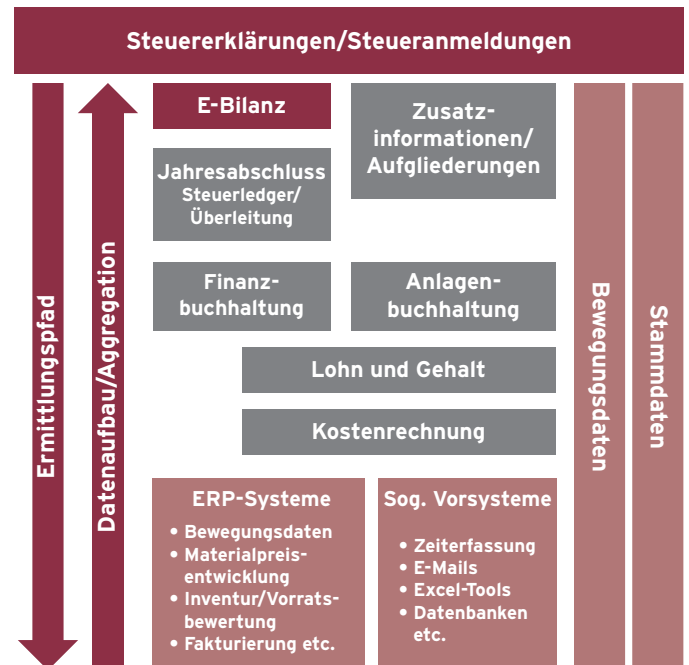 Steuererklärungen/Steueranmeldungen
Ermittlungspfad
Datenaufbau/Aggregation
E-Bilanz
Zusatz-
informationen/
Aufgliederungen
Jahresabschluss
Steuerledger/
Überleitung
Finanz-
buchhaltung
Anlagen-
buchhaltung
Lohn und Gehalt
Kostenrechnung
ERP-Systeme
• Bewegungsdaten
• Materialpreis-
entwicklung
• Inventur/Vorrats-
bewertung
• Fakturierung etc.
Sog. Vorsysteme
• Zeiterfassung
• E-Mails
• Excel-Tools
• Datenbanken
etc.
Bewegungsdaten
Stammdaten